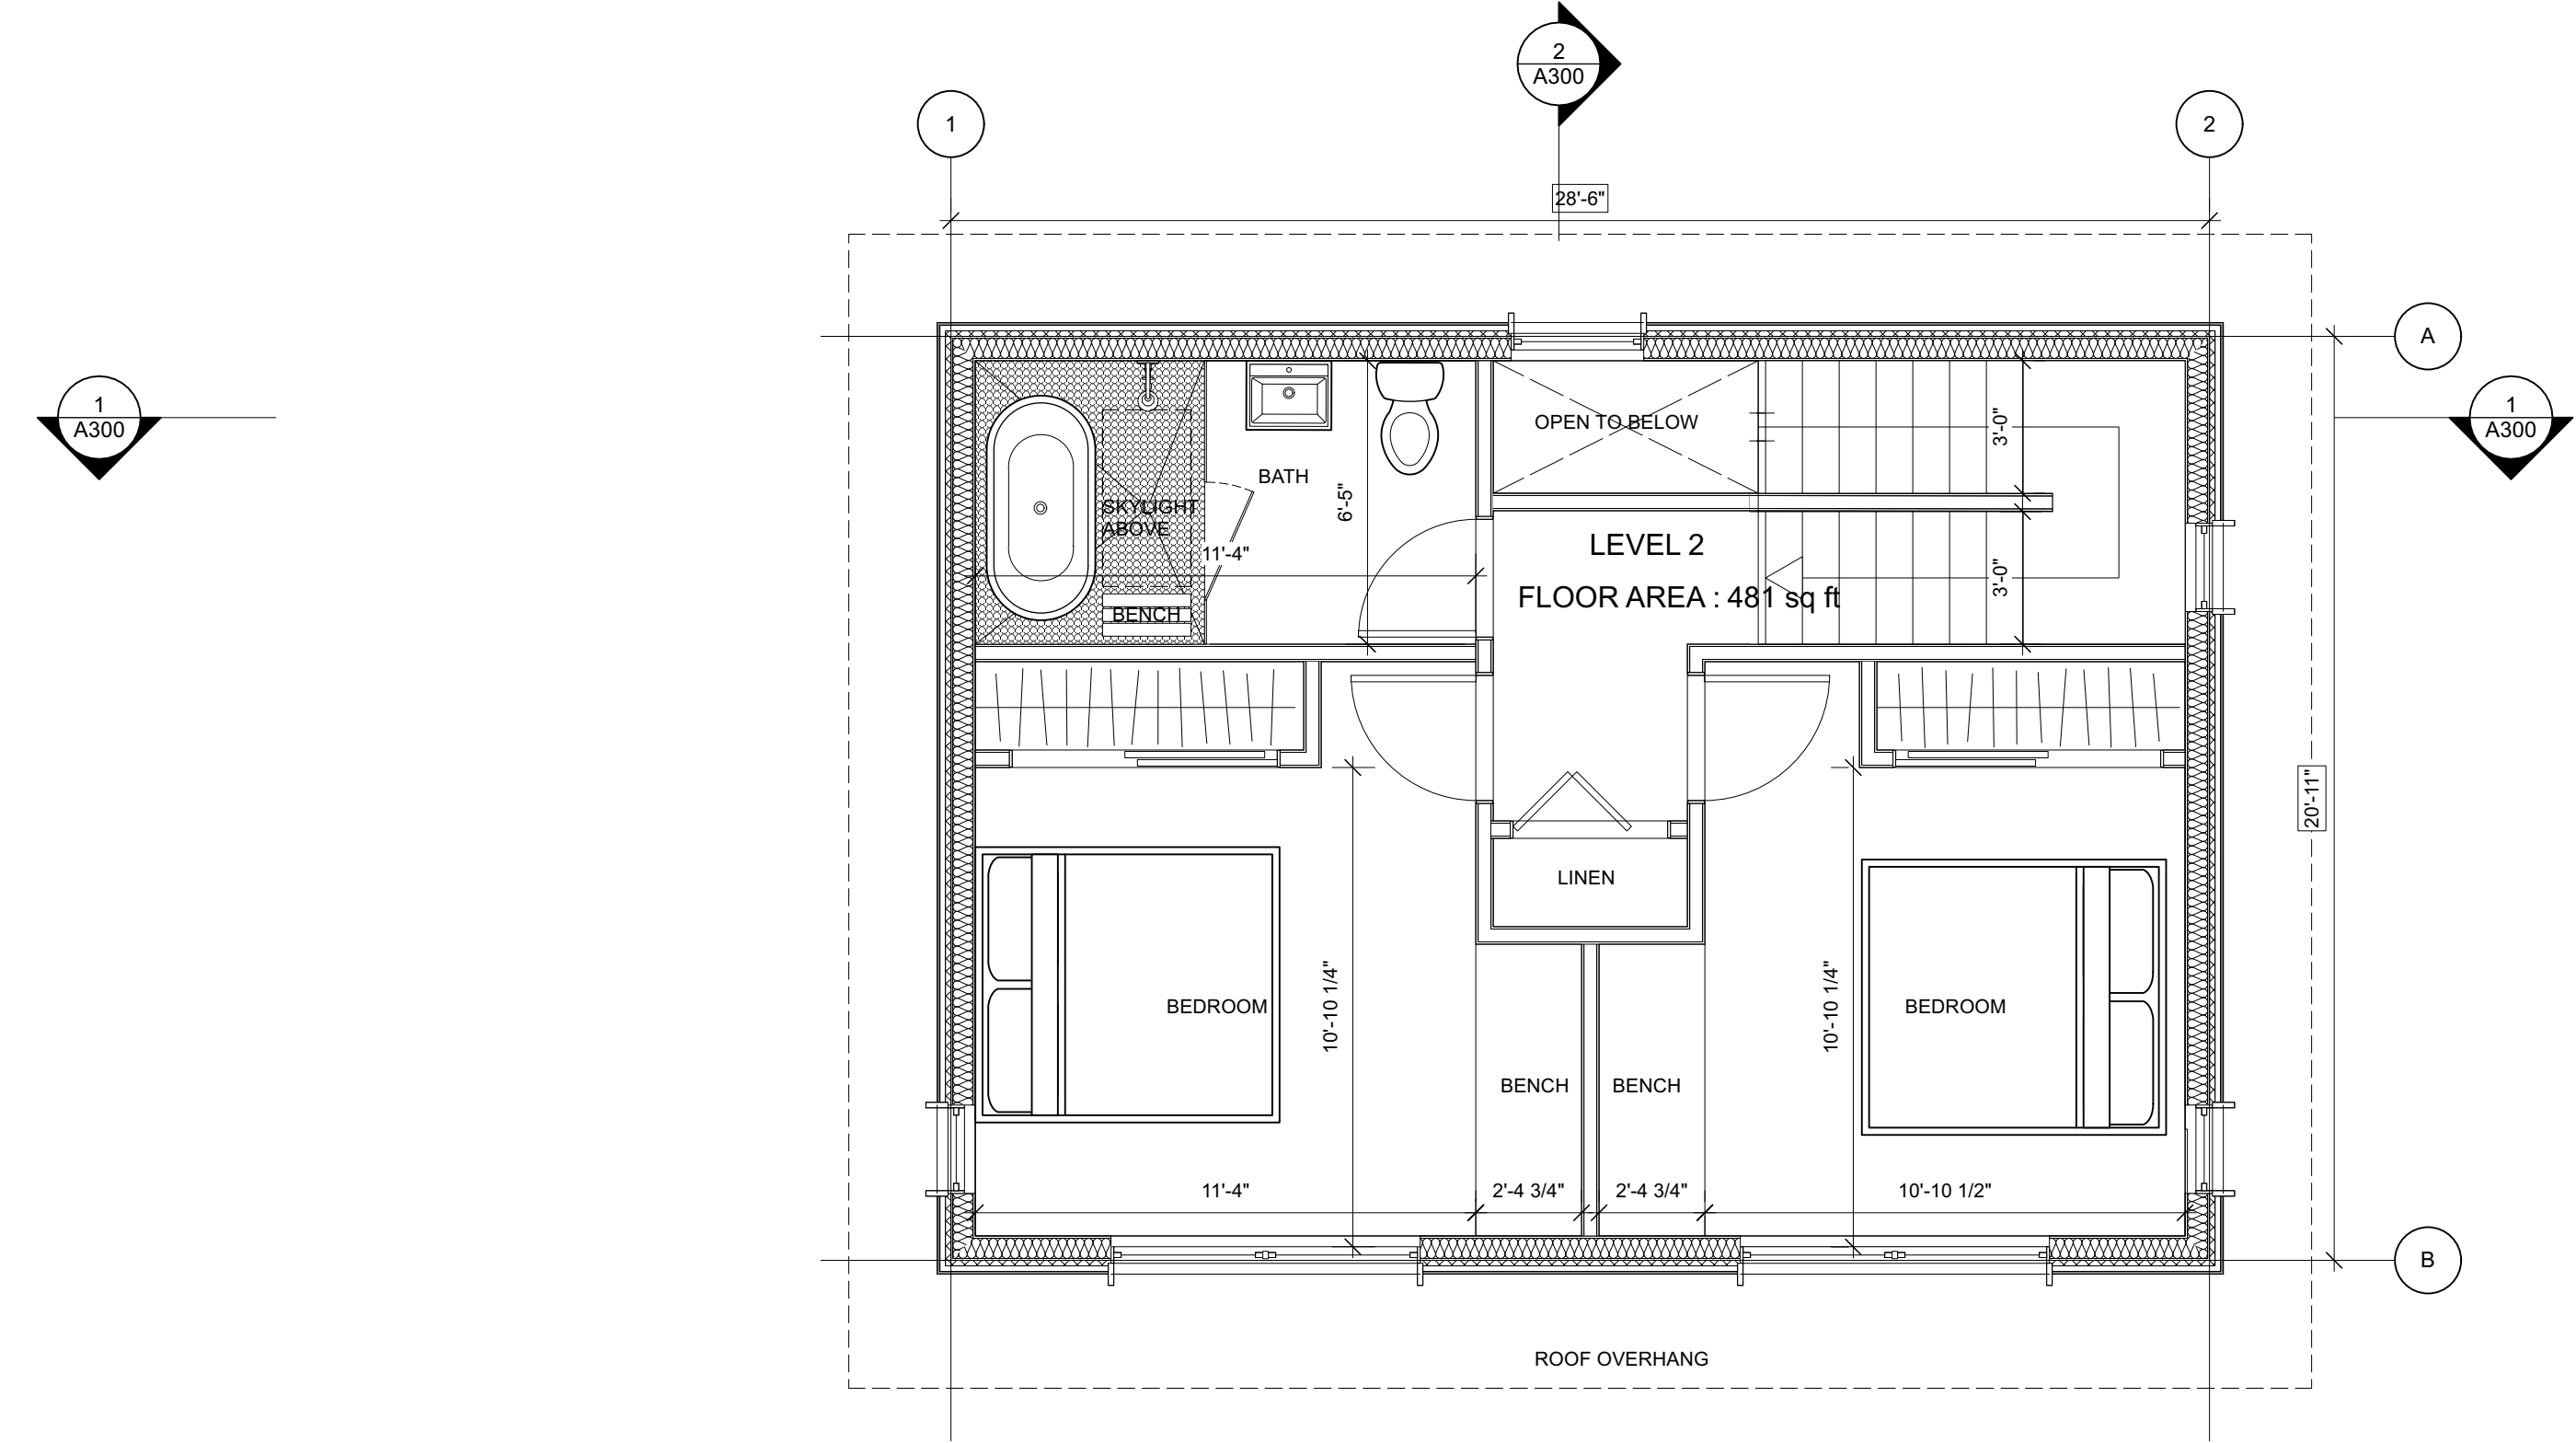 2
A300
1
2
28'-6"
A
1
A300
1
A300
OPEN TO BELOW
3'-0"
BATH
6'-5"
SKYLIGHT
ABOVE
11'-4"
LEVEL 2
3'-0"
FLOOR AREA : 481 sq ft
BENCH
20'-11"
LINEN
BEDROOM
10'-10 1/4"
10'-10 1/4"
BEDROOM
BENCH
BENCH
11'-4"
2'-4 3/4"
2'-4 3/4"
10'-10 1/2"
B
ROOF OVERHANG